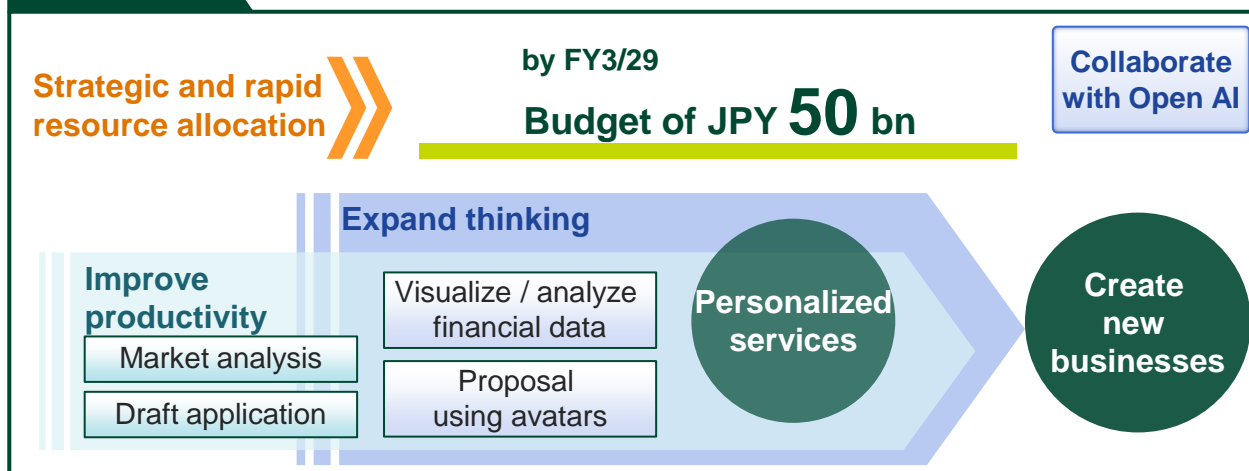 Strategic and rapid
resource allocation
by FY3/29
Budget of JPY 50 bn
Collaborate
with Open AI
Expand thinking
Improve
productivity
Market analysis
Draft application
Visualize / analyze
financial data
Proposal
using avatars
Personalized
services
Create
new
businesses